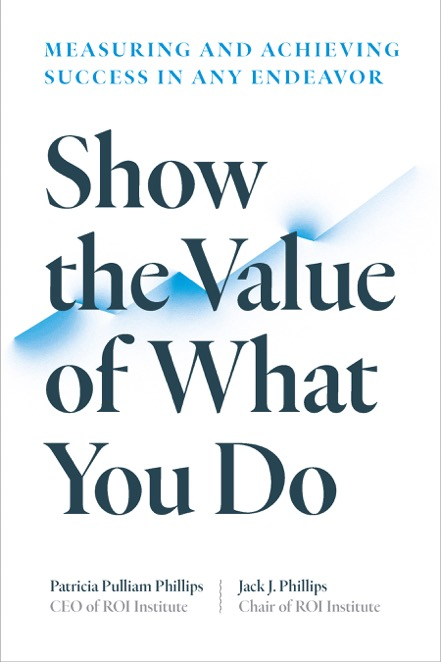 MEASURING AND ACHIEVING
SUCCESS IN ANY ENDEAVOR
Show
the Value
of What
You Do
Patricia Pulliam Phillips
CEO of ROI Institute
Jack J. Phillips
Chair of ROI Institute